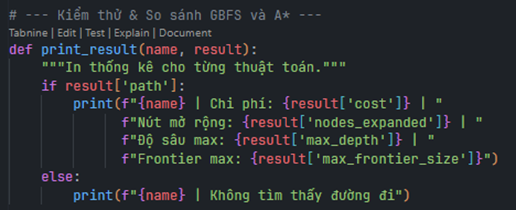 # --- Kiểm thử & So sánh GBFS và A* ---
Tabnine | Edit | Test | Explain | Document
def print_result(name, result):
    """In thống kê cho từng thuật toán."""
    if result['path']:
        print(f"{name} | Chi phí: {result['cost']} | "
              f"Nút mở rộng: {result['nodes_expanded']} | "
              f"Độ sâu max: {result['max_depth']} | "
              f"Frontier max: {result['max_frontier_size']}")
    else:
        print(f"{name} | Không tìm thấy đường đi")